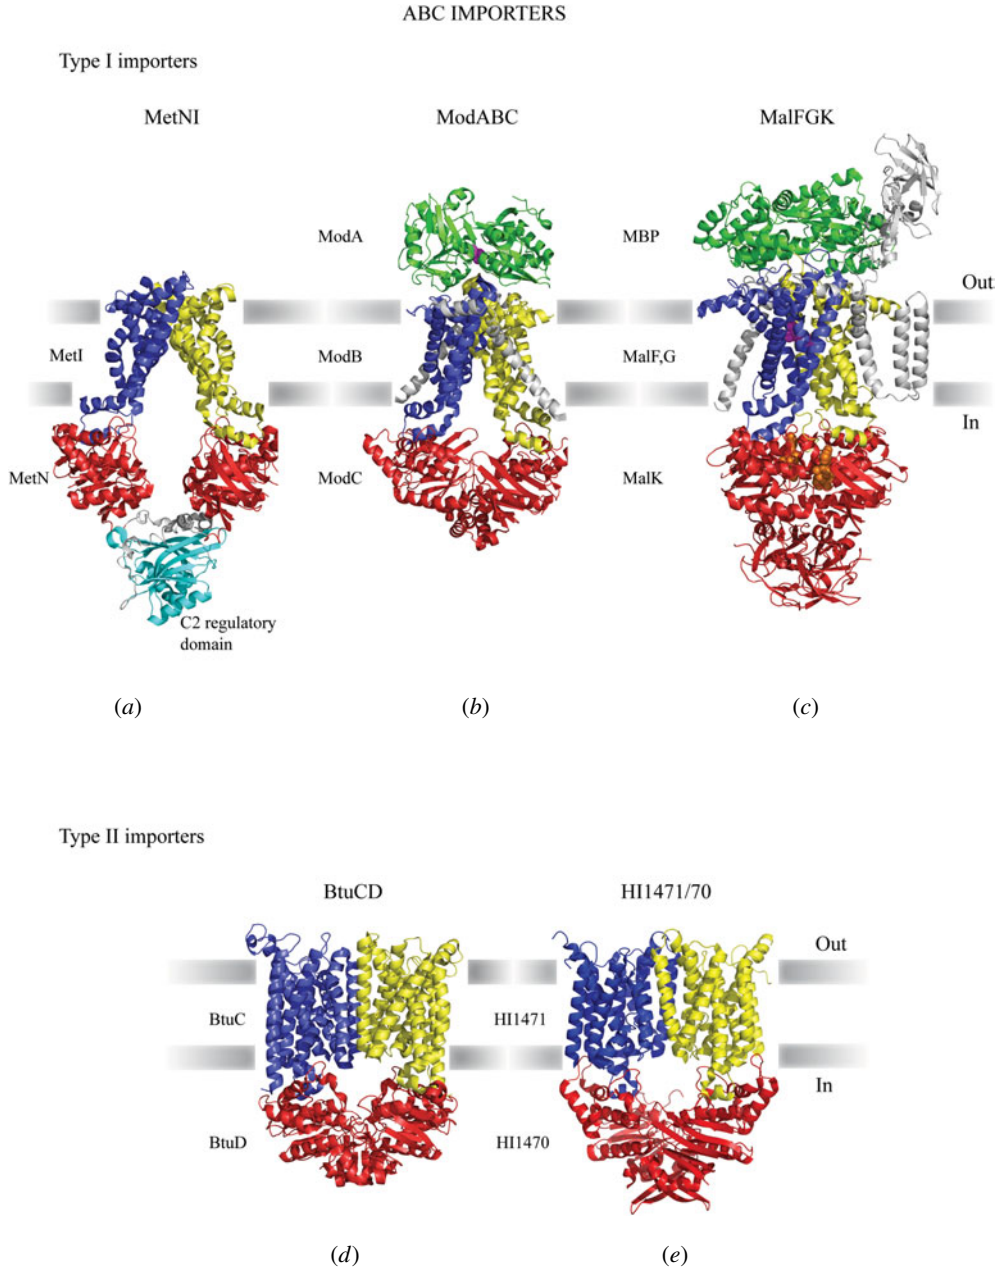 ABC IMPORTERS
Type I importers
MetNI
ModABC
MalFGK
ModA
MBP
Out
MetI
ModB
MalF,G
In
MetN
ModC
MalK
C2 regulatory
domain
(a)
(b)
(c)
Type II importers
BtuCD
HI1471/70
Out
BtuC
HI1471
In
BtuD
HI1470
(d)
(e)